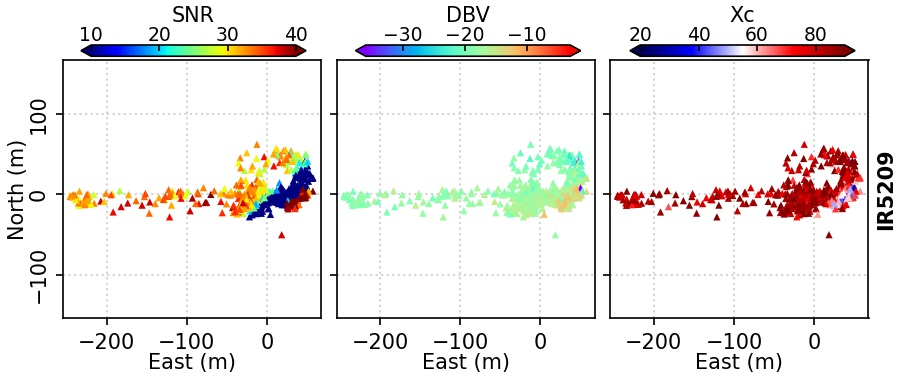 SNR DBV Xc
10 20 30 40 −30 −20 −10 20 40 60 80
North (m)
100
0
−100
IR5209
−200 −100 0 −200 −100 0 −200 −100 0
East (m) East (m) East (m)